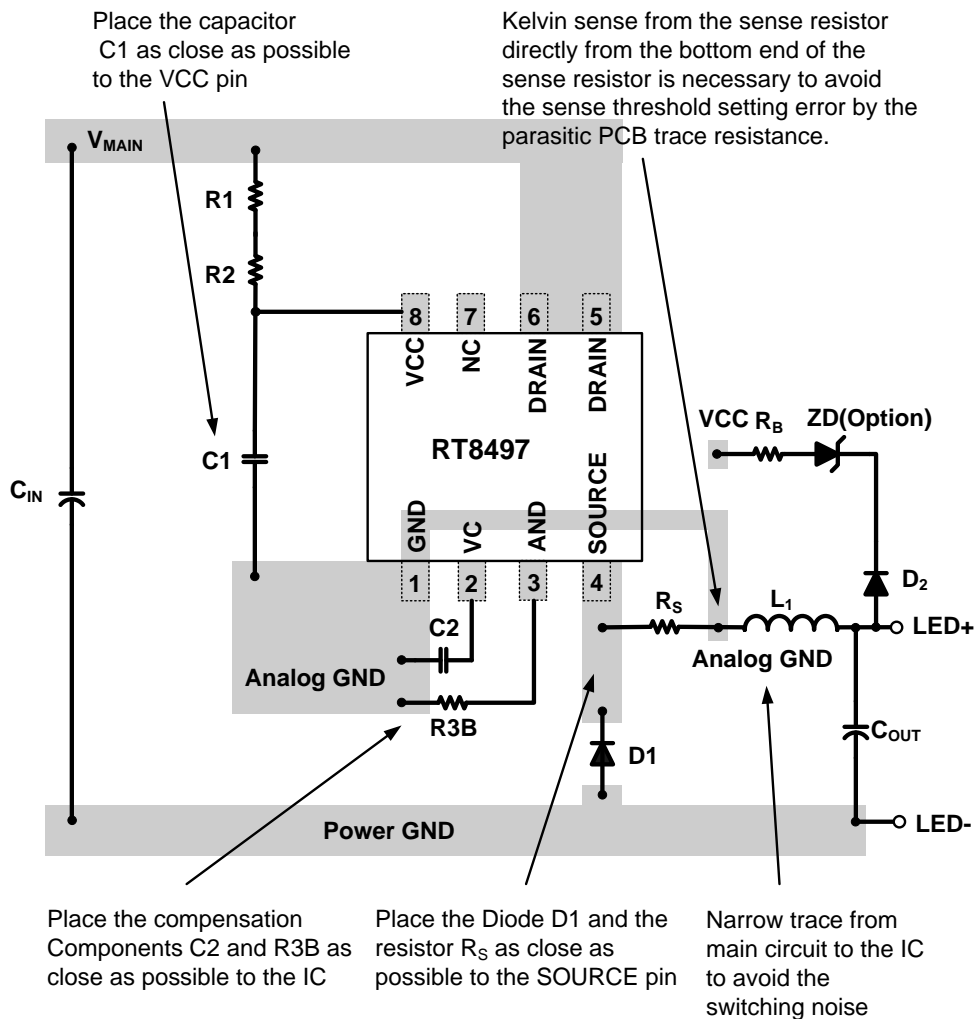 Place the capacitor
C1 as close as possible
to the VCC pin
Kelvin sense from the sense resistor
directly from the bottom end of the
sense resistor is necessary to avoid
the sense threshold setting error by the
parasitic PCB trace resistance.
VMAIN
R1
R2
8 7 6 5
VCC NC DRAIN DRAIN
RT8497
C1
CIN
VCC RB ZD(Option)
GND VC AND SOURCE
1 2 3 4
D2
RS
L1
LED+
C2
Analog GND
Analog GND
R3B
COUT
D1
LED-
Power GND
Place the compensation
Components C2 and R3B as
close as possible to the IC
Place the Diode D1 and the
resistor RS as close as
possible to the SOURCE pin
Narrow trace from
main circuit to the IC
to avoid the
switching noise